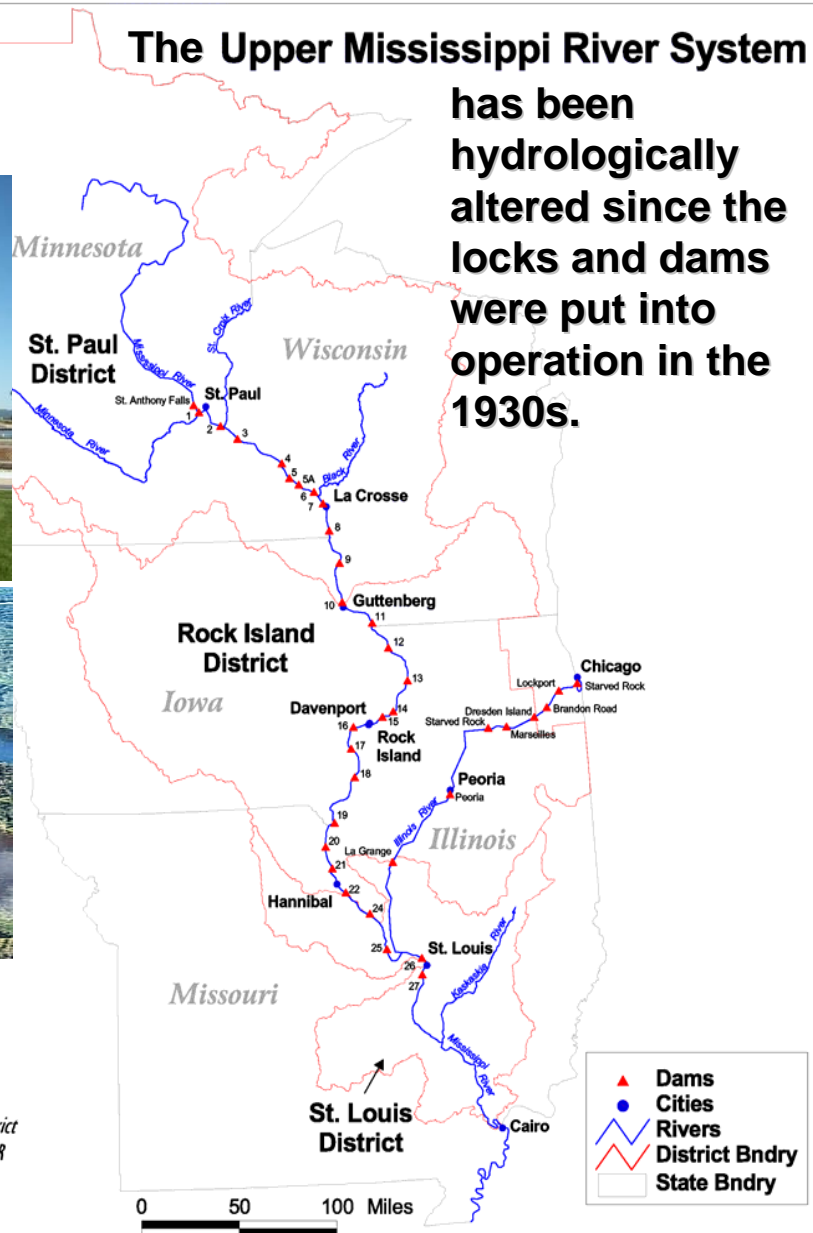 The Upper Mississippi River System
has been
hydrologically
altered since the
locks and dams
were put into
operation in the
1930s.
Minnesota
St. Croix River
St. Paul
District
Mississippi River
Wisconsin
St. Anthony Falls
St. Paul
1
2
3
Minnesota River
4
5
5A
Black River
6
7
La Crosse
8
9
10
Guttenberg
11
Rock Island
District
12
13
Chicago
Lockport
Starved Rock
Iowa
Davenport
14
15
16
Rock
Island
Dresden Island
Brandon Road
Starved Rock
Marseilles
17
18
Peoria
Peoria
19
Illinois River
Illinois
20
La Grange
21
22
Hannibal
24
25
St. Louis
26
27
Kaskaskia River
Missouri
Mississippi River
St. Louis
District
Cairo
Dams
Cities
Rivers
District Bndry
State Bndry
0 50 100 Miles